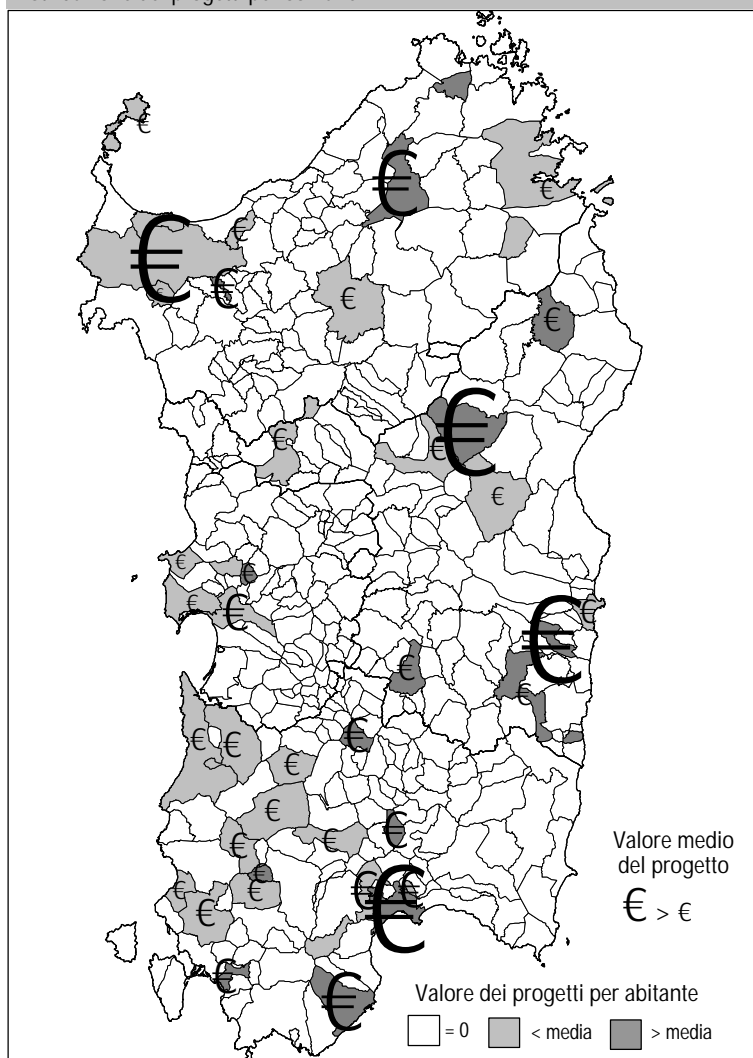 Valore medio
del progetto
€ > €
Valore dei progetti per abitante
= 0 < media > media